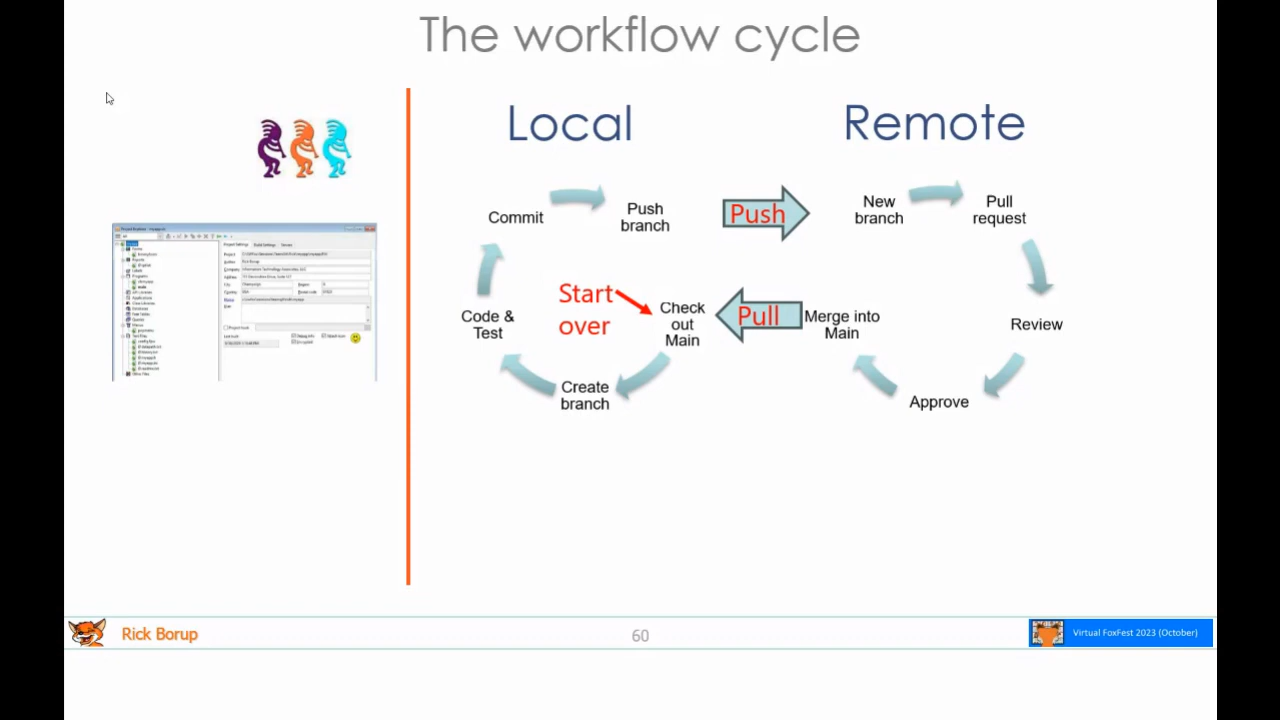 The workflow cycle
Local
Remote
Commit
Push
branch
Push
New
branch
Pull
request
Code &
Test
Start
over
Check
out
Main
Pull
Merge into
Main
Review
Create
branch
Approve
Rick Borup
60
Virtual FoxFest 2023 (October)